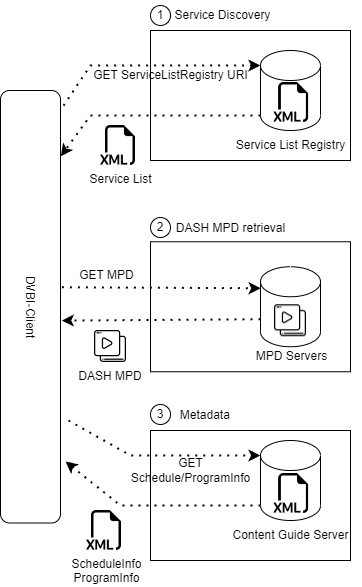 1 Service Discovery
GET ServiceListRegistry URI
XML
Service List Registry
XML
Service List
2 DASH MPD retrieval
GET MPD
DVBI-Client
MPD Servers
DASH MPD
3 Metadata
GET
Schedule/ProgramInfo
XML
Content Guide Server
XML
ScheduleInfo
ProgramInfo